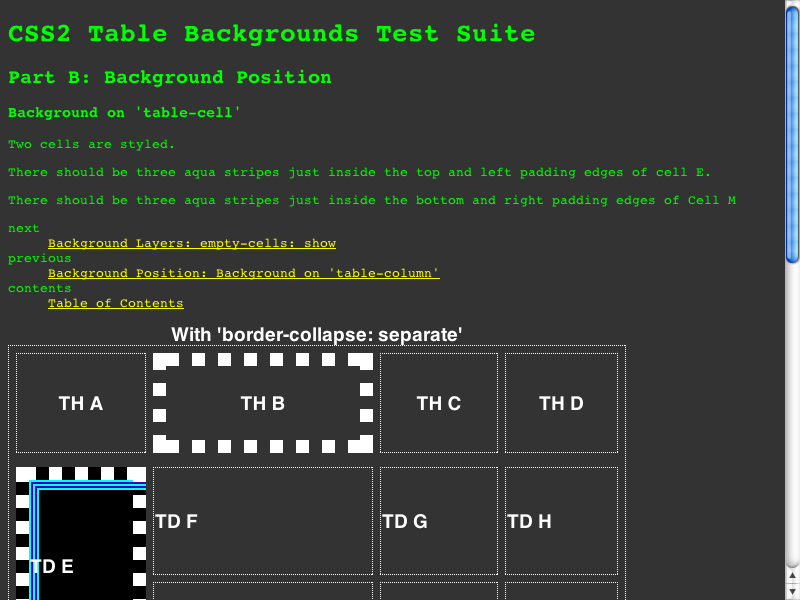 CSS2 Table Backgrounds Test Suite
Part B: Background Position
Background on 'table-cell'
Two cells are styled.
There should be three aqua stripes just inside the top and left padding edges of cell E.
There should be three aqua stripes just inside the bottom and right padding edges of Cell M
next
Background Layers: empty-cells: show
previous
Background Position: Background on 'table-column'
contents
Table of Contents
With 'border-collapse: separate'
TH A TH B TH C TH D
TD F TD G TD H
TD E